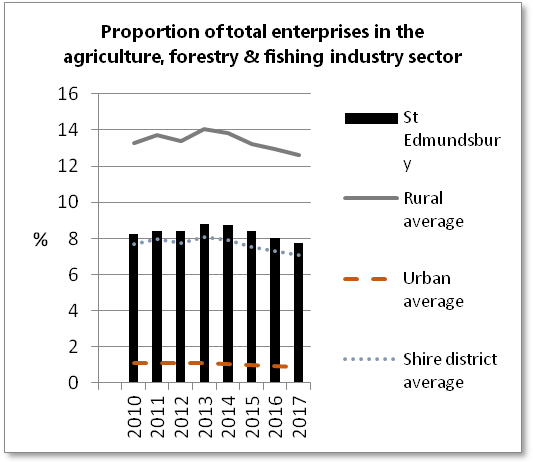 Proportion of total enterprises in the
agriculture, forestry & fishing industry sector
16
14
12
10
8
6
4
2
0
%
2010
2011
2012
2013
2014
2015
2016
2017
St
Edmundsbur
y
Rural
average
Urban
average
Shire district
average